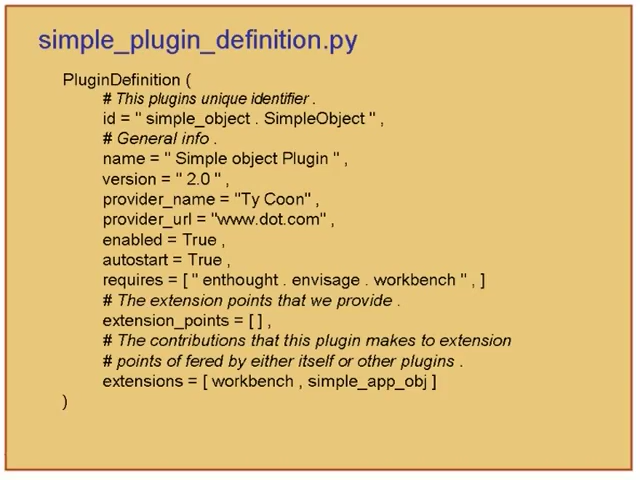 simple_plugin_definition.py
PluginDefinition (
# This plugins unique identifier .
id = " simple_object . SimpleObject " ,
# General info .
name = " Simple object Plugin " ,
version = " 2.0 " ,
provider_name = "Ty Coon" ,
provider_url = "www.dot.com" ,
enabled = True ,
autostart = True ,
requires = [ " enthought . envisage . workbench " , ]
# The extension points that we provide .
extension_points = [ ] ,
# The contributions that this plugin makes to extension
# points of fered by either itself or other plugins .
extensions = [ workbench , simple_app_obj ]
)